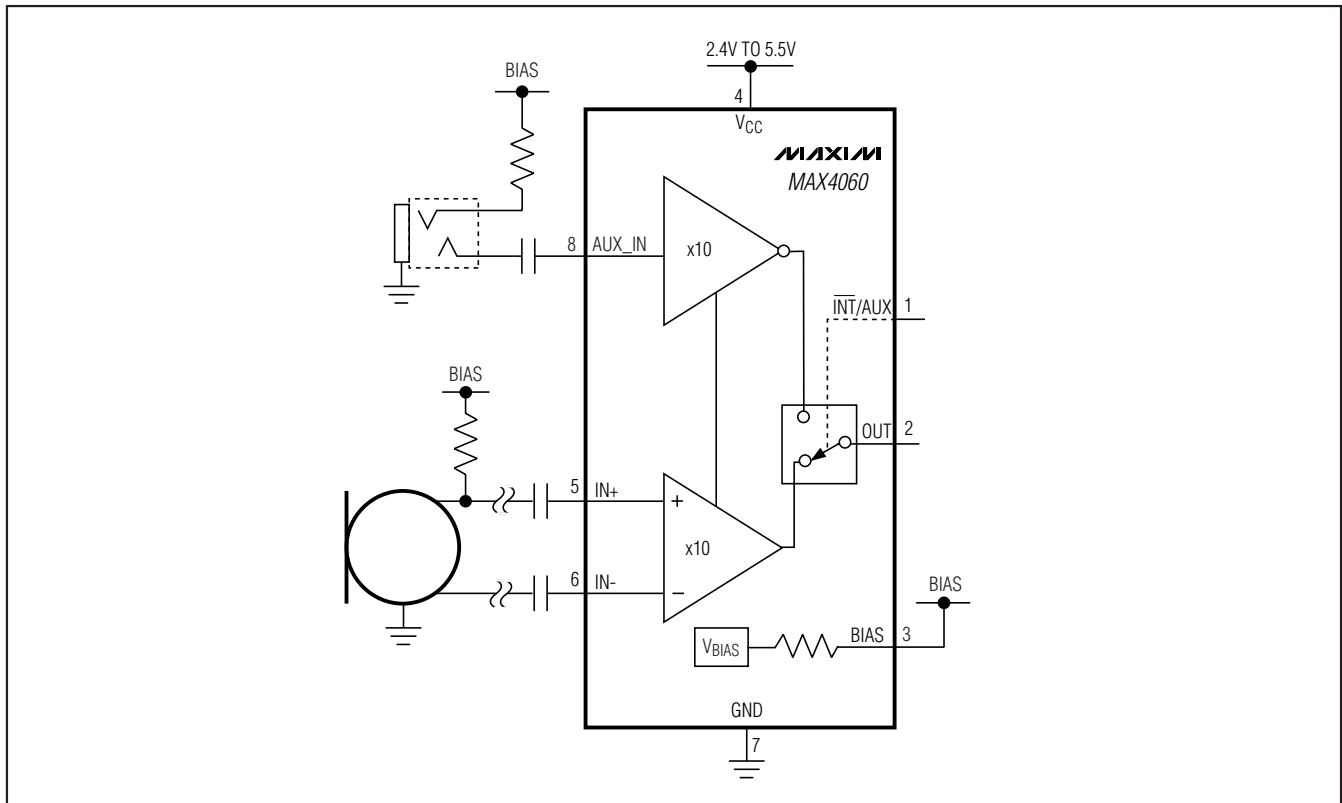 2.4V TO 5.5V
BIAS
4
VCC
MAXIM
MAX4060
8 AUX_IN
x10
INT/AUX 1
BIAS
OUT 2
5 IN+
+
x10
6 IN-
−
BIAS
VBIAS
BIAS 3
GND
7